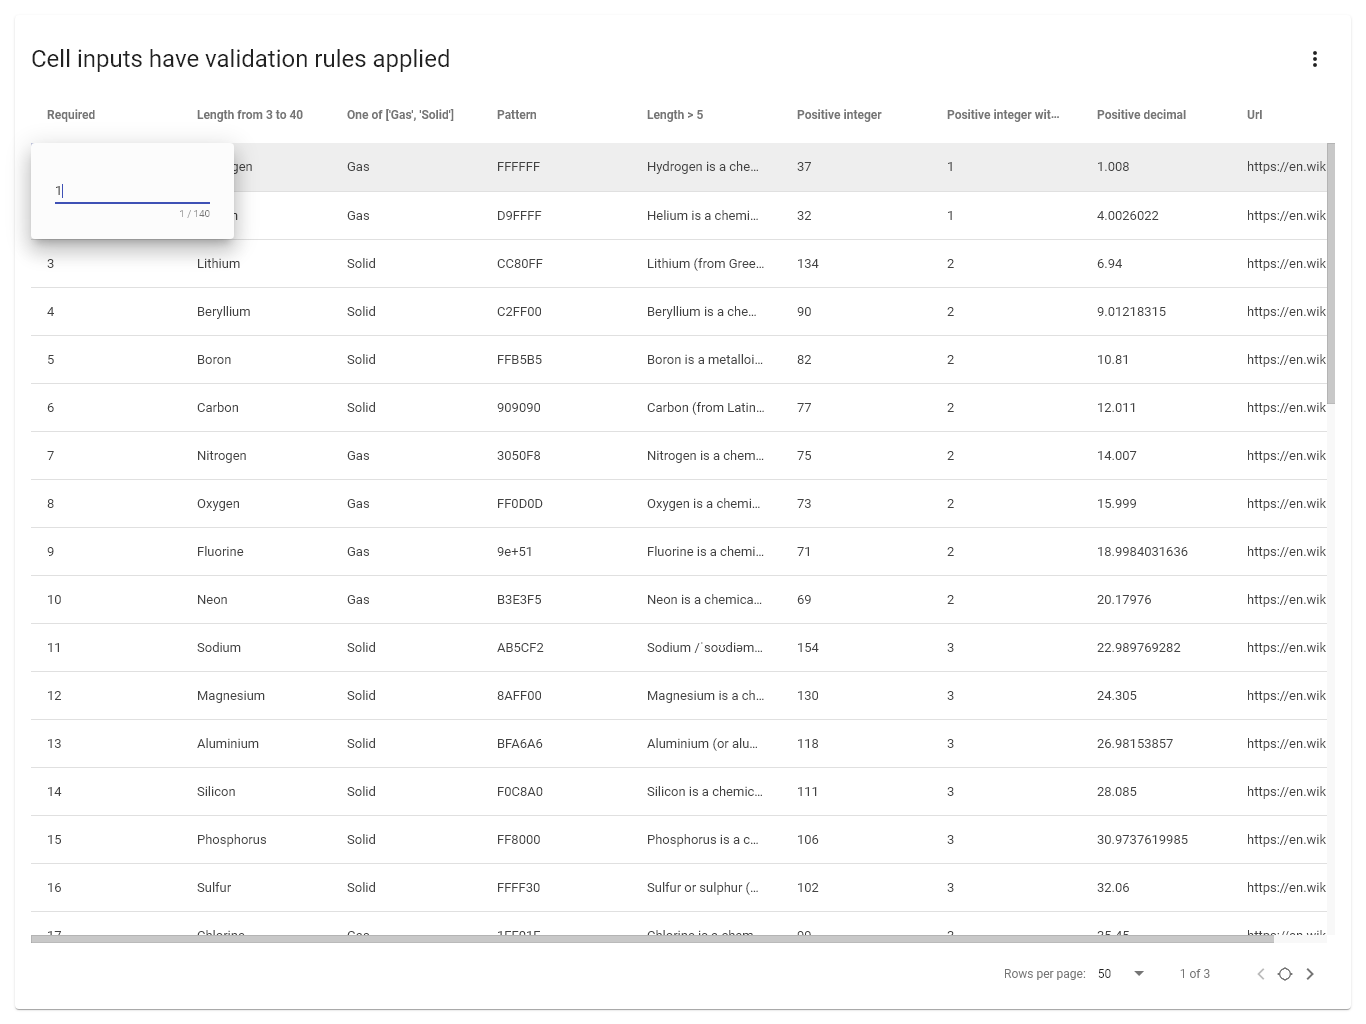 Cell inputs have validation rules applied
Required Length from 3 to 40 One of ['Gas', 'Solid'] Pattern Length > 5 Positive integer Positive integer wit... Positive decimal Url
gen Gas FFFFFF Hydrogen is a che... 37 1 1.008 https://en.wik
1
1 / 140
Gas D9FFFF Helium is a chemi... 32 1 4.0026022 https://en.wik
3 Lithium Solid CC80FF Lithium (from Gree... 134 2 6.94 https://en.wik
4 Beryllium Solid C2FF00 Beryllium is a che... 90 2 9.01218315 https://en.wik
5 Boron Solid FFB5B5 Boron is a metalloi... 82 2 10.81 https://en.wik
6 Carbon Solid 909090 Carbon (from Latin... 77 2 12.011 https://en.wik
7 Nitrogen Gas 3050F8 Nitrogen is a chem... 75 2 14.007 https://en.wik
8 Oxygen Gas FF0D0D Oxygen is a chemi... 73 2 15.999 https://en.wik
9 Fluorine Gas 9e+51 Fluorine is a chemi... 71 2 18.9984031636 https://en.wik
10 Neon Gas B3E3F5 Neon is a chemica... 69 2 20.17976 https://en.wik
11 Sodium Solid AB5CF2 Sodium /ˈsoʊdiəm... 154 3 22.989769282 https://en.wik
12 Magnesium Solid 8AFF00 Magnesium is a ch... 130 3 24.305 https://en.wik
13 Aluminium Solid BFA6A6 Aluminium (or alu... 118 3 26.98153857 https://en.wik
14 Silicon Solid F0C8A0 Silicon is a chemic... 111 3 28.085 https://en.wik
15 Phosphorus Solid FF8000 Phosphorus is a c... 106 3 30.9737619985 https://en.wik
16 Sulfur Solid FFFF30 Sulfur or sulphur (... 102 3 32.06 https://en.wik
17 Chlorine Gas Chlorine is a chem... 35.45 https://en.wik
Rows per page: 50 1 of 3